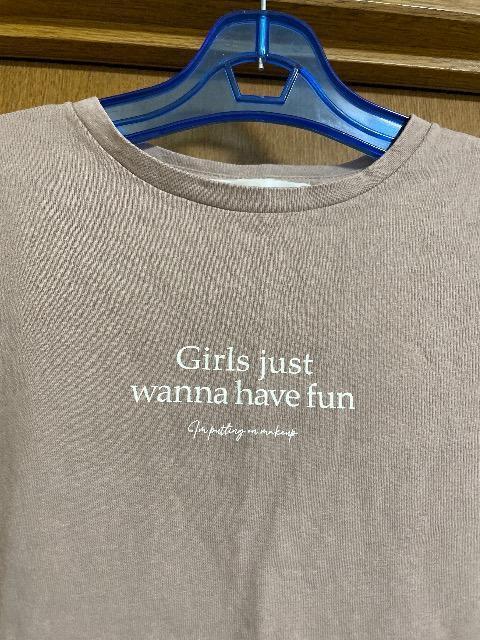 Girls just
wanna have fun
I'm putting on makeup